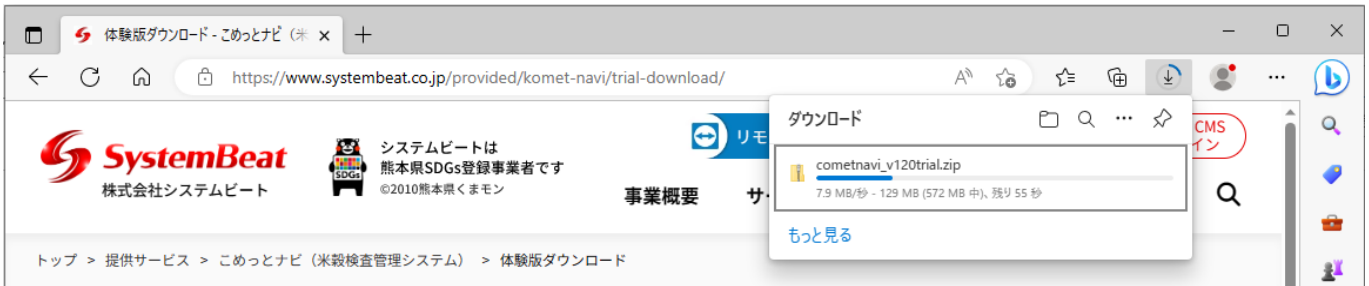 体験版ダウンロード - こめっとナビ（米
https://www.systembeat.co.jp/provided/komet-navi/trial-download/
ダウンロード
cometnavi_v120trial.zip
7.9 MB/秒 - 129 MB (572 MB 中)、残り 55 秒
もっと見る
SystemBeat
株式会社システムビート
SDGs
システムビートは
熊本県SDGs登録事業者です
©2010熊本県くまモン
リモ
CMS
イン
事業概要
サ
トップ > 提供サービス > こめっとナビ（米穀検査管理システム） > 体験版ダウンロード